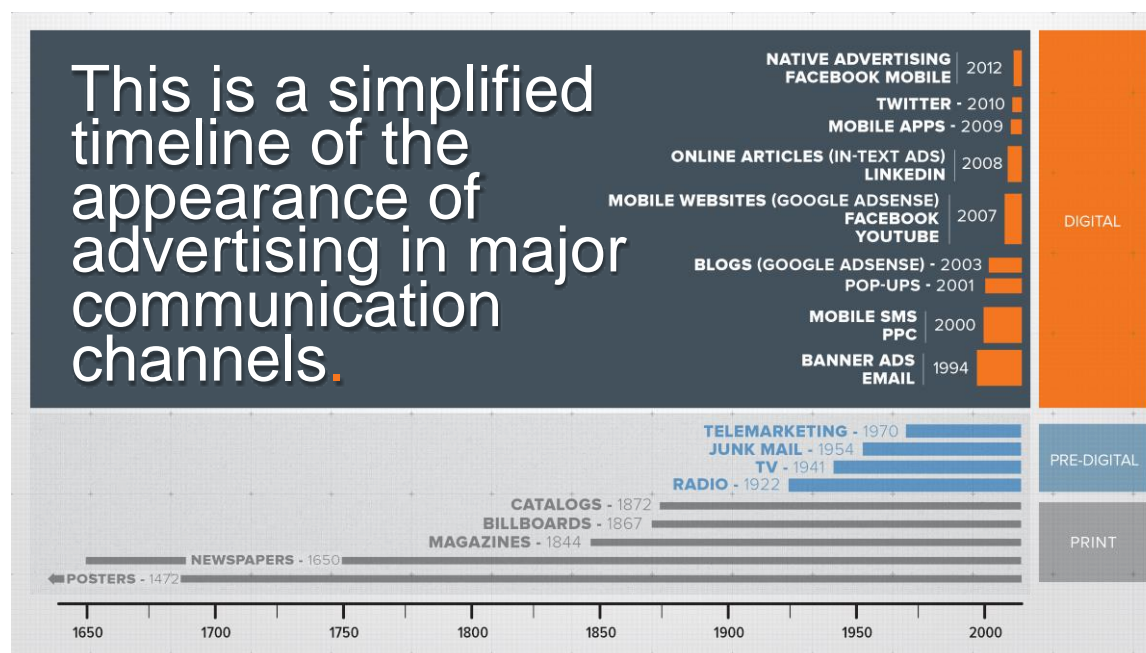 This is a simplified
timeline of the
appearance of
advertising in major
communication
channels.
NATIVE ADVERTISING
FACEBOOK MOBILE
2012
TWITTER - 2010
MOBILE APPS - 2009
ONLINE ARTICLES (IN-TEXT ADS)
LINKEDIN
2008
MOBILE WEBSITES (GOOGLE ADSENSE)
FACEBOOK
YOUTUBE
2007
BLOGS (GOOGLE ADSENSE) - 2003
POP-UPS - 2001
MOBILE SMS
PPC
2000
BANNER ADS
EMAIL
1994
DIGITAL
TELEMARKETING - 1970
JUNK MAIL - 1954
TV - 1941
RADIO - 1922
PRE-DIGITAL
CATALOGS - 1872
BILLBOARDS - 1867
MAGAZINES - 1844
NEWSPAPERS - 1650
POSTERS - 1472
PRINT
1650 1700 1750 1800 1850 1900 1950 2000